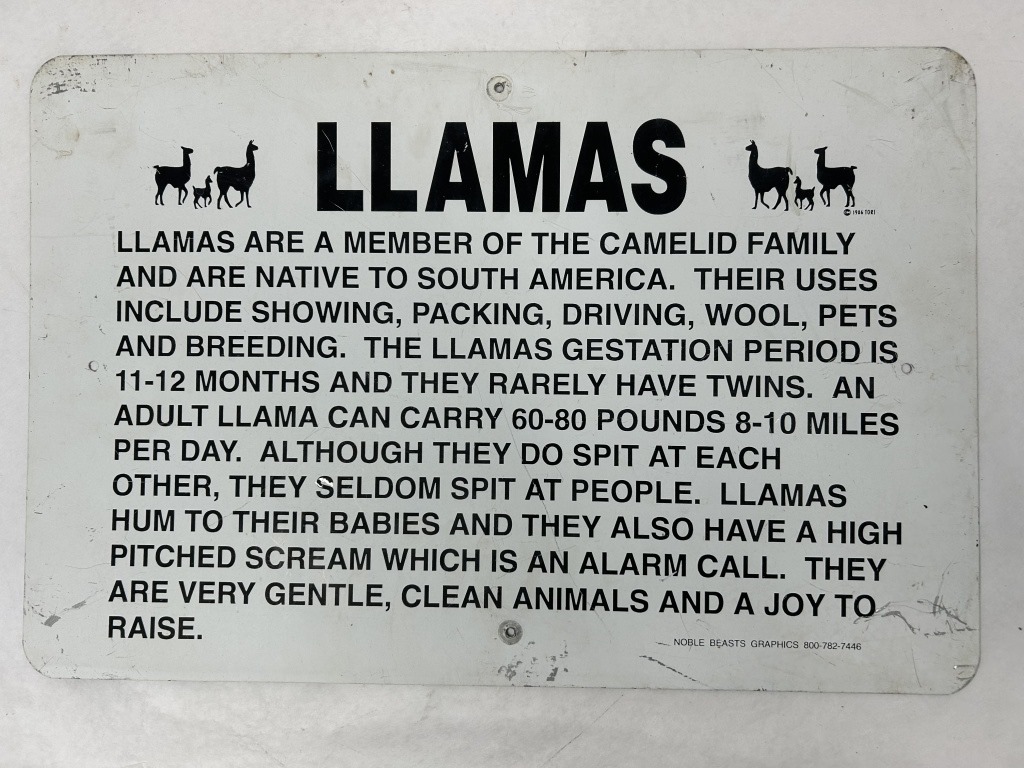 LLAMAS
© 1986 TORI
LLAMAS ARE A MEMBER OF THE CAMELID FAMILY
AND ARE NATIVE TO SOUTH AMERICA. THEIR USES
INCLUDE SHOWING, PACKING, DRIVING, WOOL, PETS
AND BREEDING. THE LLAMAS GESTATION PERIOD IS
11-12 MONTHS AND THEY RARELY HAVE TWINS. AN
ADULT LLAMA CAN CARRY 60-80 POUNDS 8-10 MILES
PER DAY. ALTHOUGH THEY DO SPIT AT EACH
OTHER, THEY SELDOM SPIT AT PEOPLE. LLAMAS
HUM TO THEIR BABIES AND THEY ALSO HAVE A HIGH
PITCHED SCREAM WHICH IS AN ALARM CALL. THEY
ARE VERY GENTLE, CLEAN ANIMALS AND A JOY TO
RAISE.
NOBLE BEASTS GRAPHICS 800-782-7446